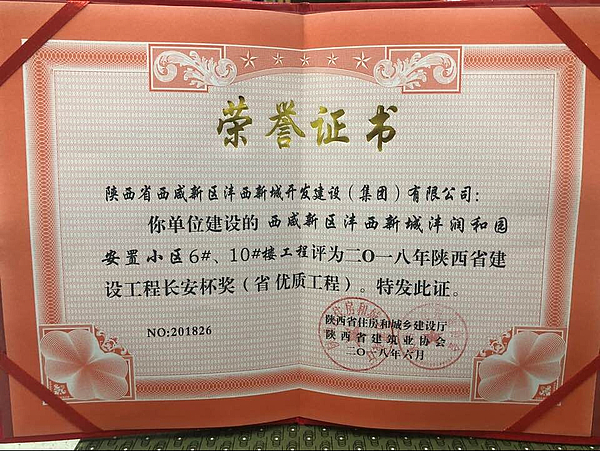 荣誉证书
陕西省西咸新区沣西新城开发建设（集团）有限公司：
你单位建设的 西咸新区沣西新城沣润和园
安置小区6#、10#楼工程评为二〇一八年陕西省建
设工程长安杯奖（省优质工程）。特发此证。
NO:201826
陕西省住房和城乡建设厅
陕西省建筑业协会
二〇一八年六月